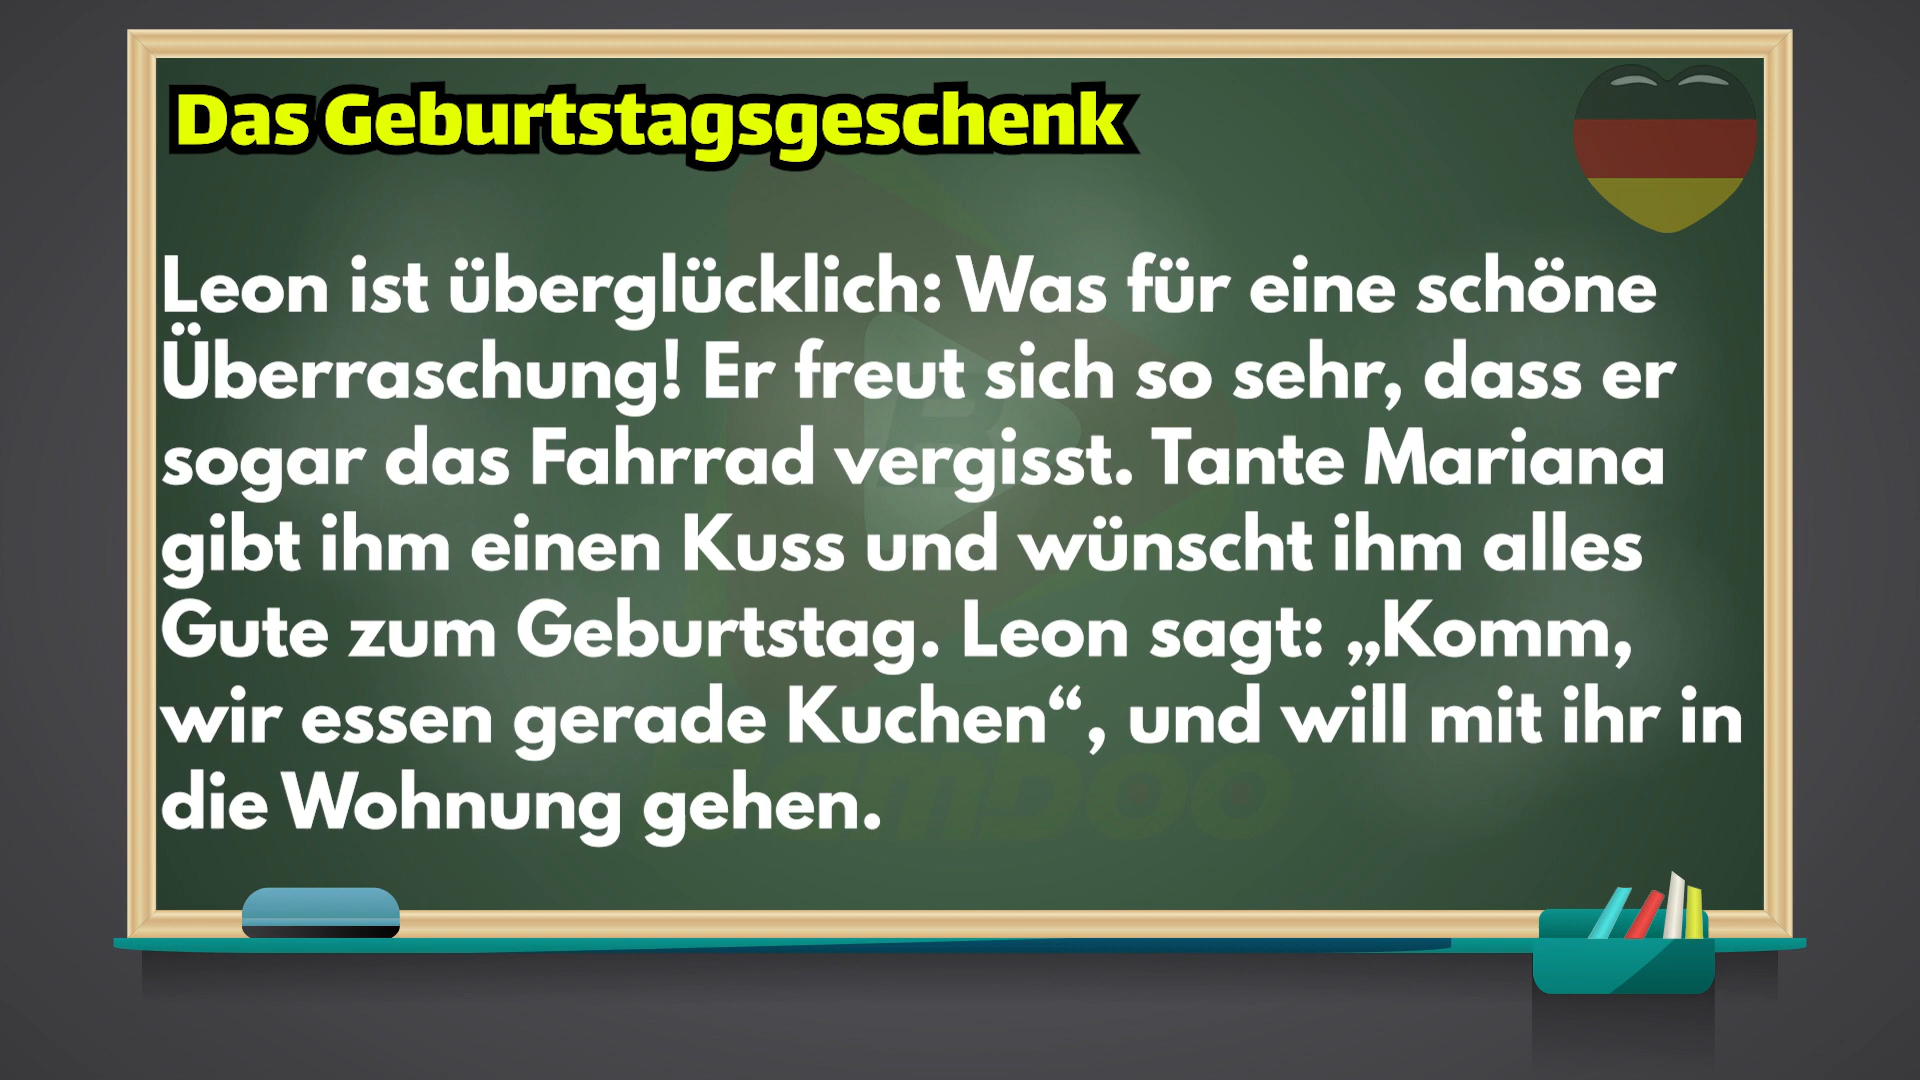 Das Geburtstagsgeschenk
Leon ist überglücklich: Was für eine schöne
Überraschung! Er freut sich so sehr, dass er
sogar das Fahrrad vergisst. Tante Mariana
gibt ihm einen Kuss und wünscht ihm alles
Gute zum Geburtstag. Leon sagt: „Komm,
wir essen gerade Kuchen“, und will mit ihr in
die Wohnung gehen.